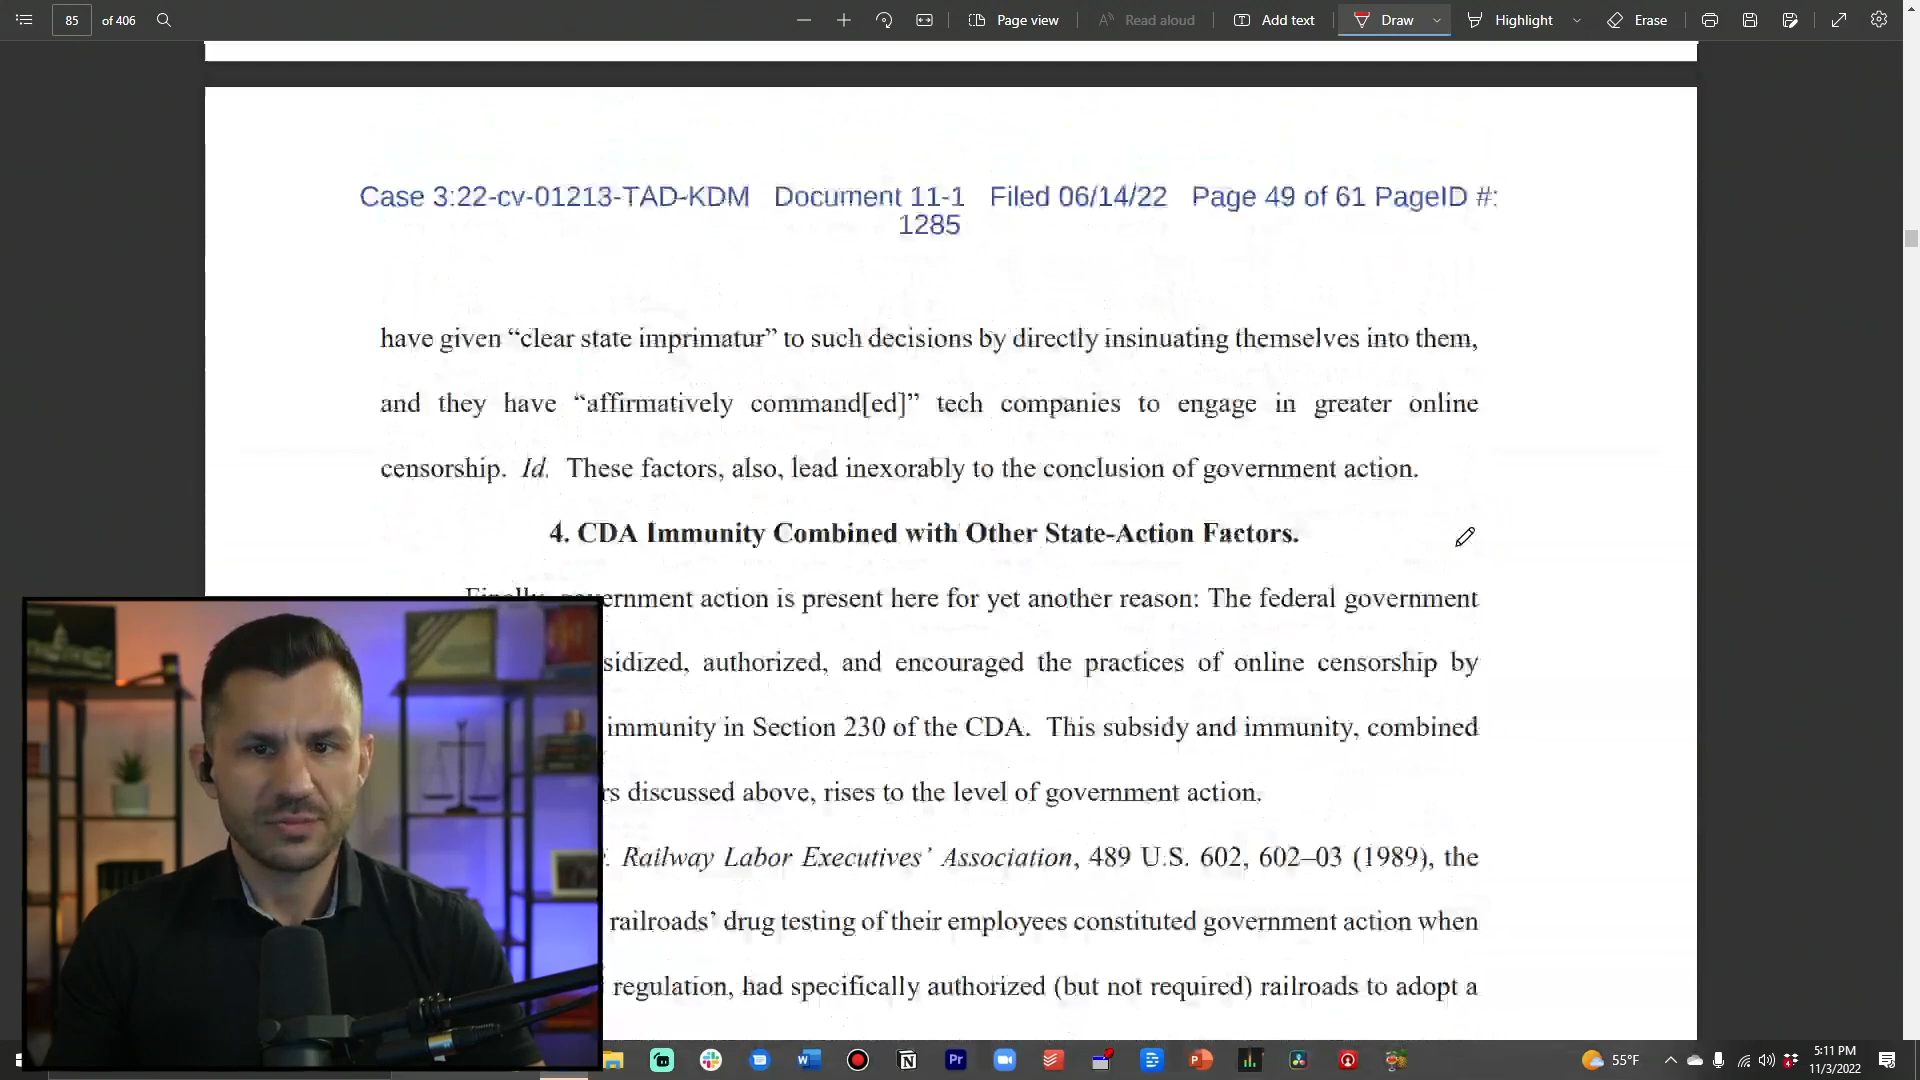 85 of 406 Page view Read aloud Add text Draw Highlight Erase
Case 3:22-cv-01213-TAD-KDM Document 11-1 Filed 06/14/22 Page 49 of 61 PageID #:
1285
have given “clear state imprimatur” to such decisions by directly insinuating themselves into them,
and they have “affirmatively command[ed]” tech companies to engage in greater online
censorship. Id. These factors, also, lead inexorably to the conclusion of government action.
4. CDA Immunity Combined with Other State-Action Factors.
Finally, government action is present here for yet another reason: The federal government
sidized, authorized, and encouraged the practices of online censorship by
immunity in Section 230 of the CDA. This subsidy and immunity, combined
rs discussed above, rises to the level of government action.
. Railway Labor Executives’ Association, 489 U.S. 602, 602–03 (1989), the
railroads’ drug testing of their employees constituted government action when
regulation, had specifically authorized (but not required) railroads to adopt a
55°F
5:11 PM
11/3/2022